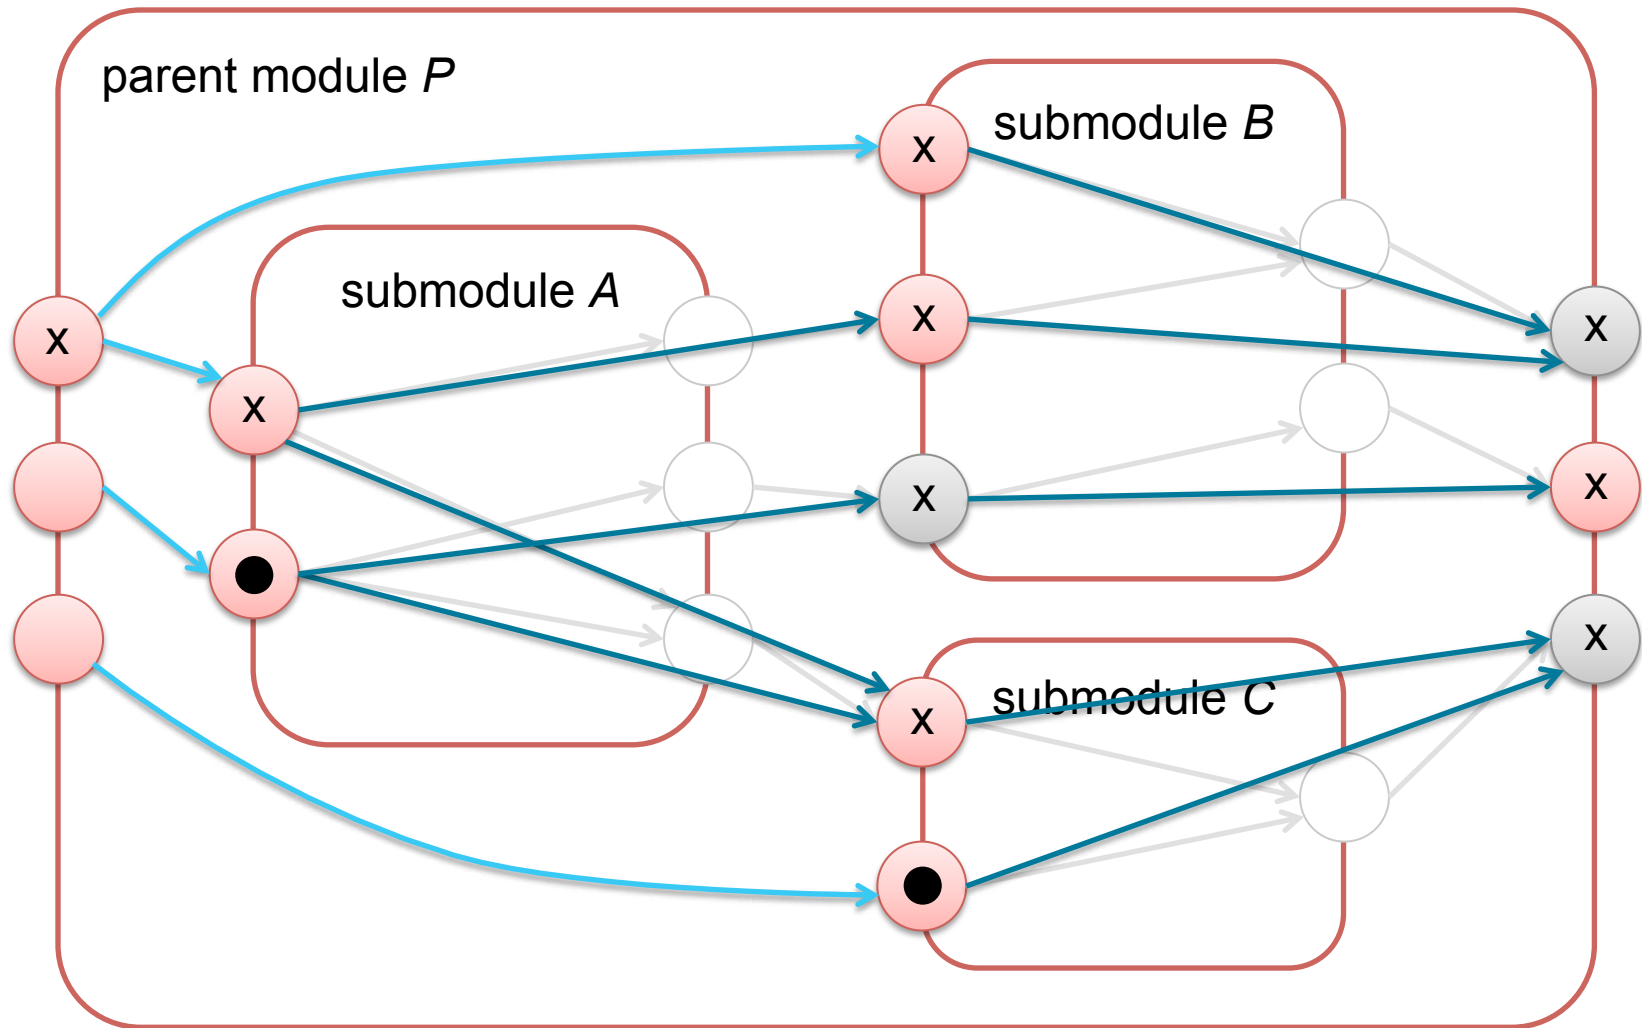 parent module P
submodule B
x
submodule A
x
x
x
x
x
x
x
submodule C
x
x